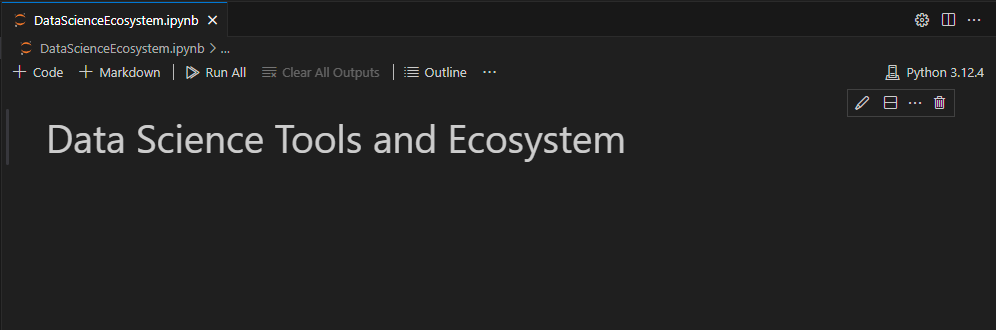 DataScienceEcosystem.ipynb
DataScienceEcosystem.ipynb > ...
Code Markdown Run All Clear All Outputs Outline ... Python 3.12.4
Data Science Tools and Ecosystem